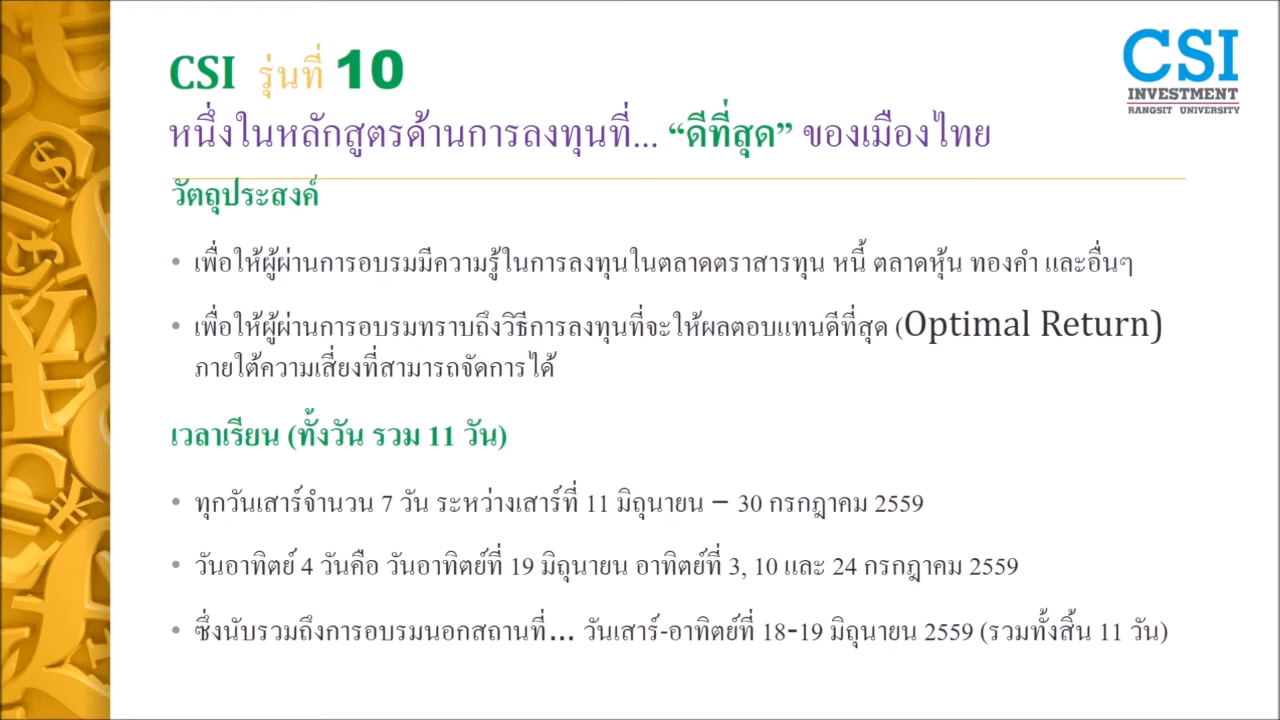 CSI รุ่นที่ 10
หนึ่งในหลักสูตรด้านการลงทุนที่... “ดีที่สุด” ของเมืองไทย
CSI
INVESTMENT
RANGSIT UNIVERSITY
วัตถุประสงค์
• เพื่อให้ผู้ผ่านการอบรมมีความรู้ในการลงทุนในตลาดตราสารทุน หนี้ ตลาดหุ้น ทองคำ และอื่นๆ
• เพื่อให้ผู้ผ่านการอบรมทราบถึงวิธีการลงทุนที่จะให้ผลตอบแทนดีที่สุด (Optimal Return)
ภายใต้ความเสี่ยงที่สามารถจัดการได้
เวลาเรียน (ทั้งวัน รวม 11 วัน)
• ทุกวันเสาร์จำนวน 7 วัน ระหว่างเสาร์ที่ 11 มิถุนายน – 30 กรกฎาคม 2559
• วันอาทิตย์ 4 วันคือ วันอาทิตย์ที่ 19 มิถุนายน อาทิตย์ที่ 3, 10 และ 24 กรกฎาคม 2559
• ซึ่งนับรวมถึงการอบรมนอกสถานที่... วันเสาร์-อาทิตย์ที่ 18-19 มิถุนายน 2559 (รวมทั้งสิ้น 11 วัน)